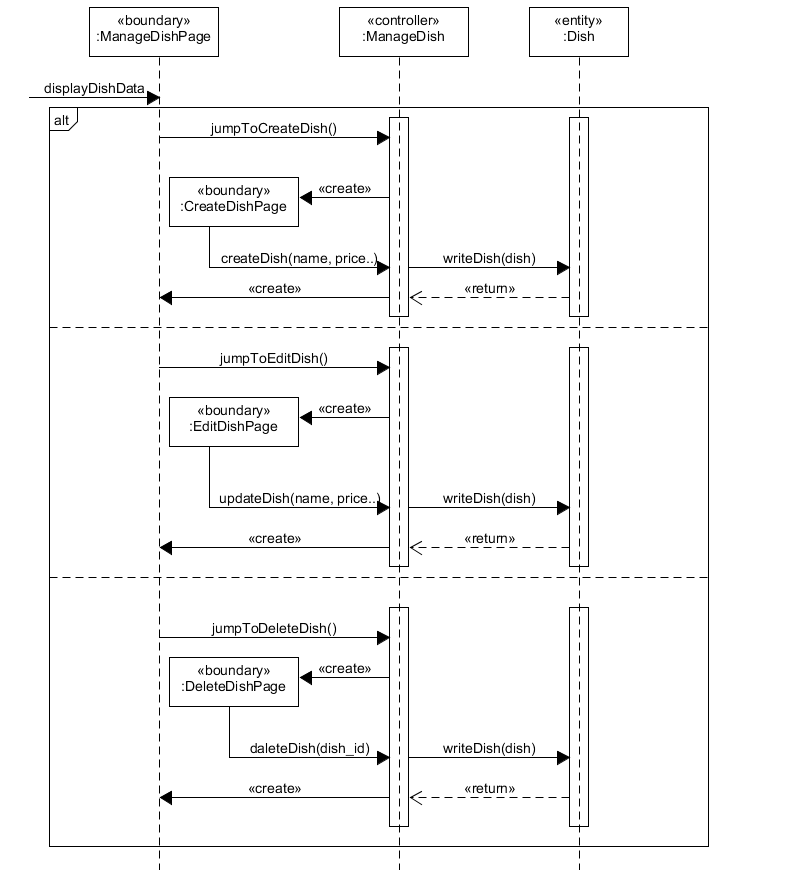 «boundary»
:ManageDishPage
«controller»
:ManageDish
«entity»
:Dish
displayDishData
alt
jumpToCreateDish()
«boundary»
:CreateDishPage
«create»
createDish(name, price..)
writeDish(dish)
«create»
«return»
jumpToEditDish()
«boundary»
:EditDishPage
«create»
updateDish(name, price..)
writeDish(dish)
«create»
«return»
jumpToDeleteDish()
«boundary»
:DeleteDishPage
«create»
daleteDish(dish_id)
writeDish(dish)
«create»
«return»